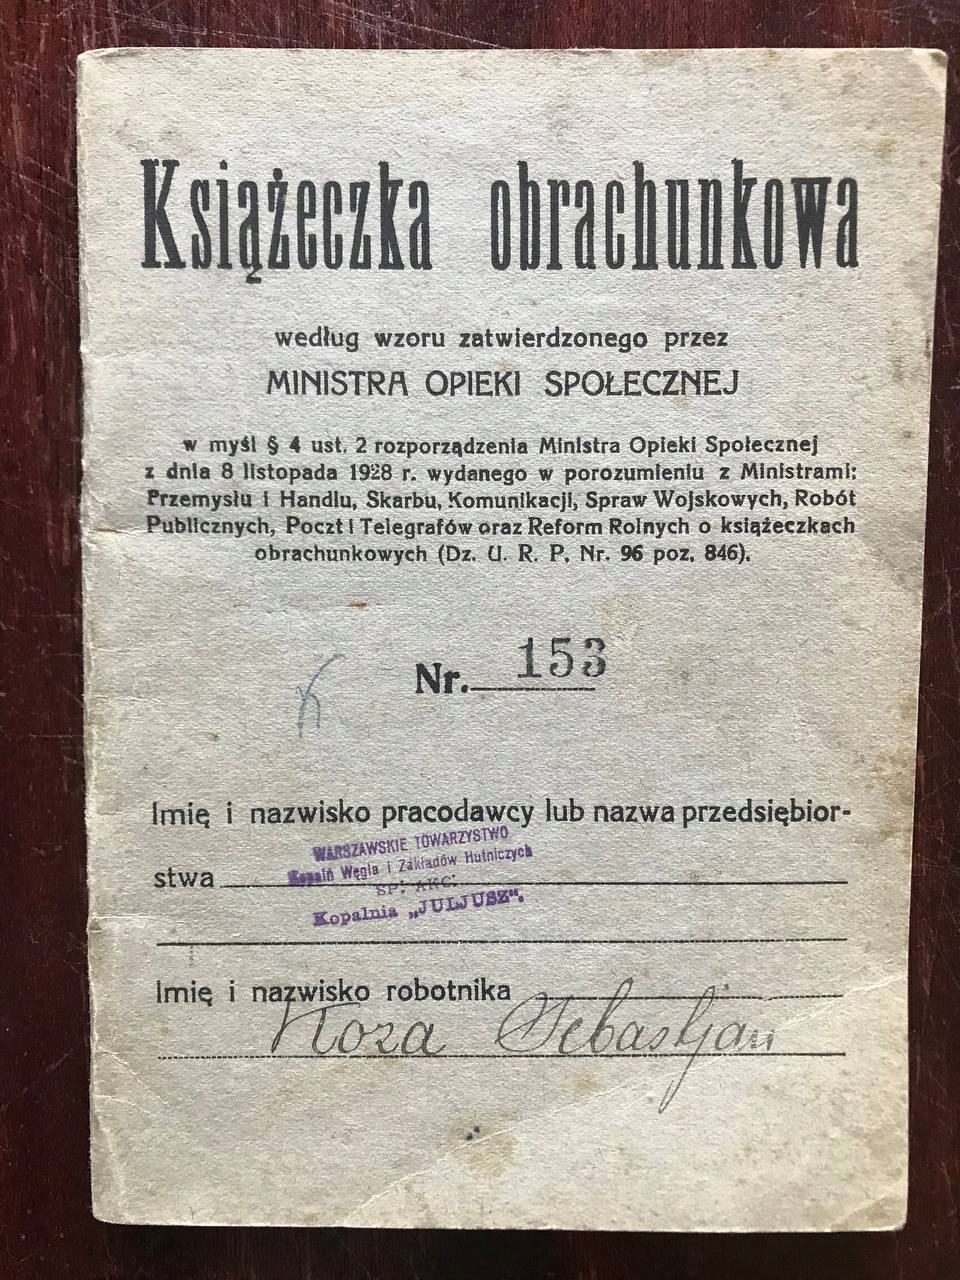 Książeczka obrachunkowa
według wzoru zatwierdzonego przez
MINISTRA OPIEKI SPOŁECZNEJ
w myśl § 4 ust. 2 rozporządzenia Ministra Opieki Społecznej
z dnia 8 listopada 1928 r. wydanego w porozumieniu z Ministrami:
Przemysłu i Handlu, Skarbu, Komunikacji, Spraw Wojskowych, Robót
Publicznych, Poczt i Telegrafów oraz Reform Rolnych o książeczkach
obrachunkowych (Dz. U. R. P. Nr. 96 poz. 846).
K
Nr. 153
Imię i nazwisko pracodawcy lub nazwa przedsiębior-
stwa
WARSZAWSKIE TOWARZYSTWO
Kopalń Węgla i Zakładów Hutniczych
SP. AKC.
Kopalnia „JULJUSZ".
Imię i nazwisko robotnika
Koza Sebastjan